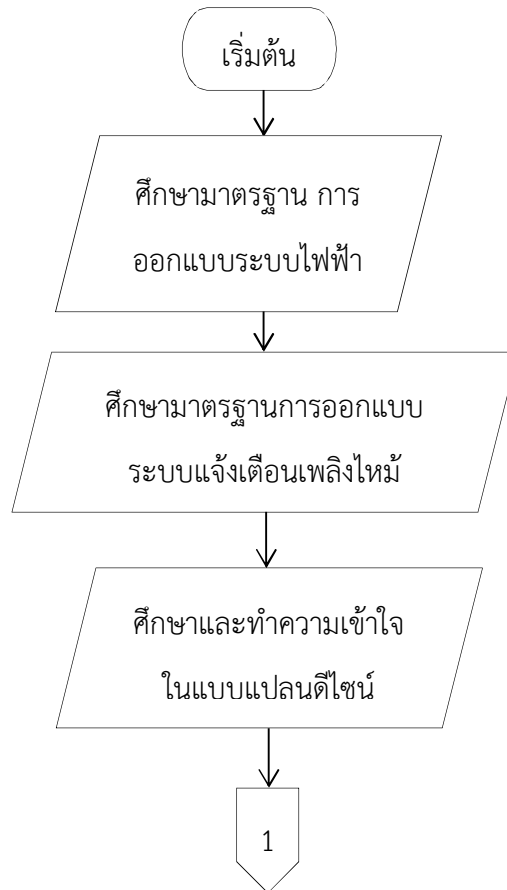 เริ่มต้น
ศึกษามาตรฐาน การ
ออกแบบระบบไฟฟ้า
ศึกษามาตรฐานการออกแบบ
ระบบแจ้งเตือนเพลิงไหม้
ศึกษาและทำความเข้าใจ
ในแบบแปลนดีไซน์
1